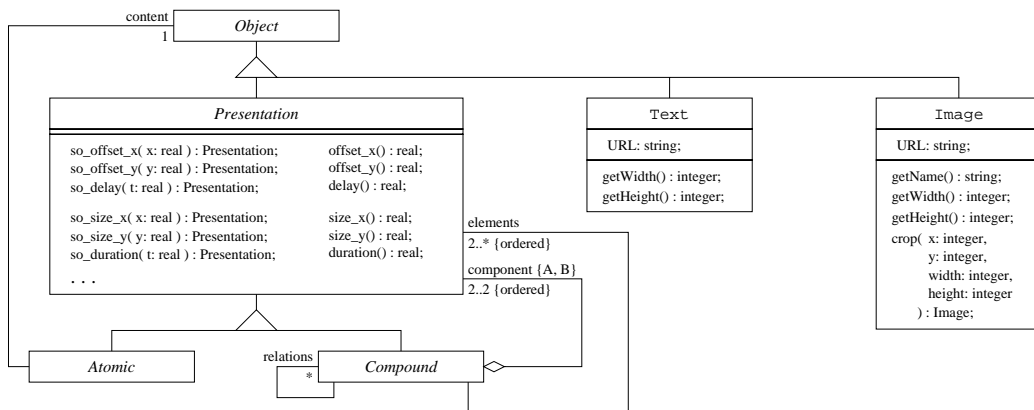 content
1
Object
Presentation
so_offset_x( x: real ) : Presentation; offset_x() : real;
so_offset_y( y: real ) : Presentation; offset_y() : real;
so_delay( t: real ) : Presentation; delay() : real;
so_size_x( x: real ) : Presentation; size_x() : real;
so_size_y( y: real ) : Presentation; size_y() : real;
so_duration( t: real ) : Presentation; duration() : real;
. . .
Text
URL: string;
getWidth() : integer;
getHeight() : integer;
Image
URL: string;
getName() : string;
getWidth() : integer;
getHeight() : integer;
crop( x: integer,
y: integer,
width: integer,
height: integer
) : Image;
elements
2..* {ordered}
component {A, B}
2..2 {ordered}
Atomic
relations
*
Compound